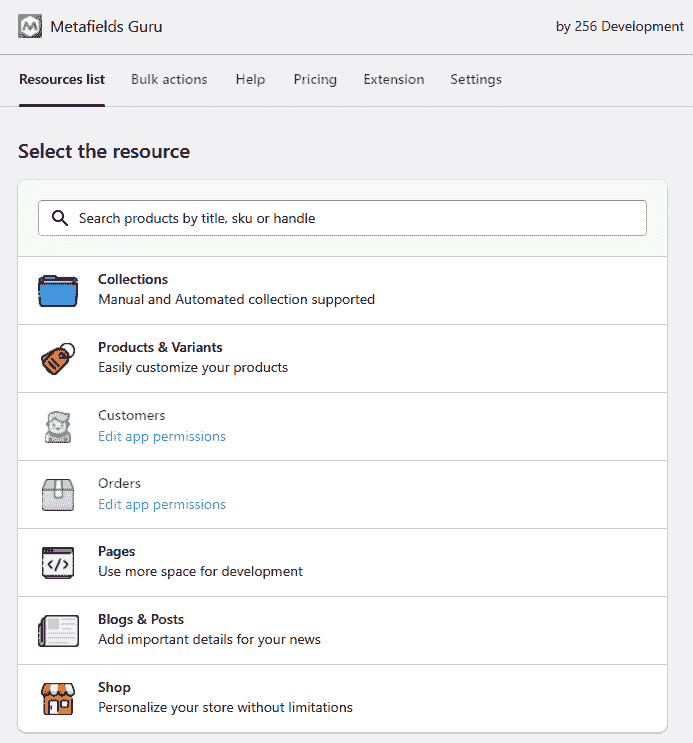 Metafields Guru
by 256 Development
Resources list Bulk actions Help Pricing Extension Settings
Select the resource
Search products by title, sku or handle
Collections
Manual and Automated collection supported
Products & Variants
Easily customize your products
Customers
Edit app permissions
Orders
Edit app permissions
Pages
Use more space for development
Blogs & Posts
Add important details for your news
Shop
Personalize your store without limitations